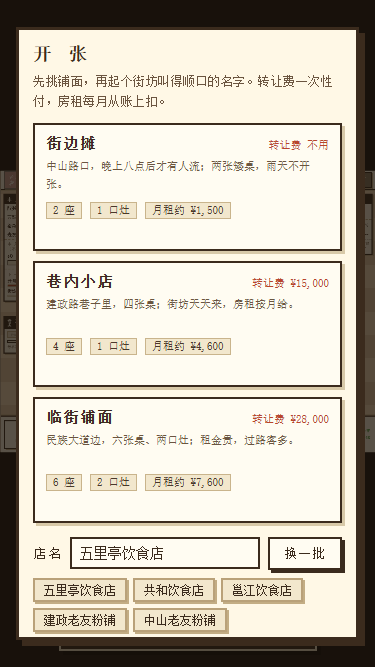 开 张
先挑铺面，再起个街坊叫得顺口的名字。转让费一次性
付，房租每月从账上扣。
街边摊 转让费 不用
中山路口，晚上八点后才有人流；两张矮桌，雨天不开
张。
2 座 1 口灶 月租约 ¥1,500
巷内小店 转让费 ¥15,000
建政路巷子里，四张桌；街坊天天来，房租按月给。
4 座 1 口灶 月租约 ¥4,600
临街铺面 转让费 ¥28,000
民族大道边，六张桌、两口灶；租金贵，过路客多。
6 座 2 口灶 月租约 ¥7,600
店名 五里亭饮食店 换一批
五里亭饮食店 共和饮食店 邕江饮食店
建政老友粉铺 中山老友粉铺